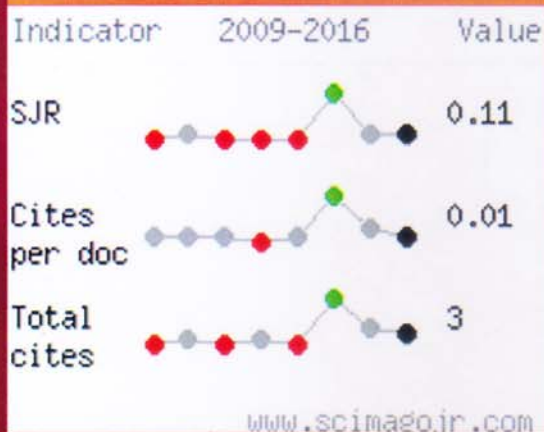 Indicator 2009-2016 Value
SJR 0.11
Cites per doc 0.01
Total cites 3
www.scimagojr.com